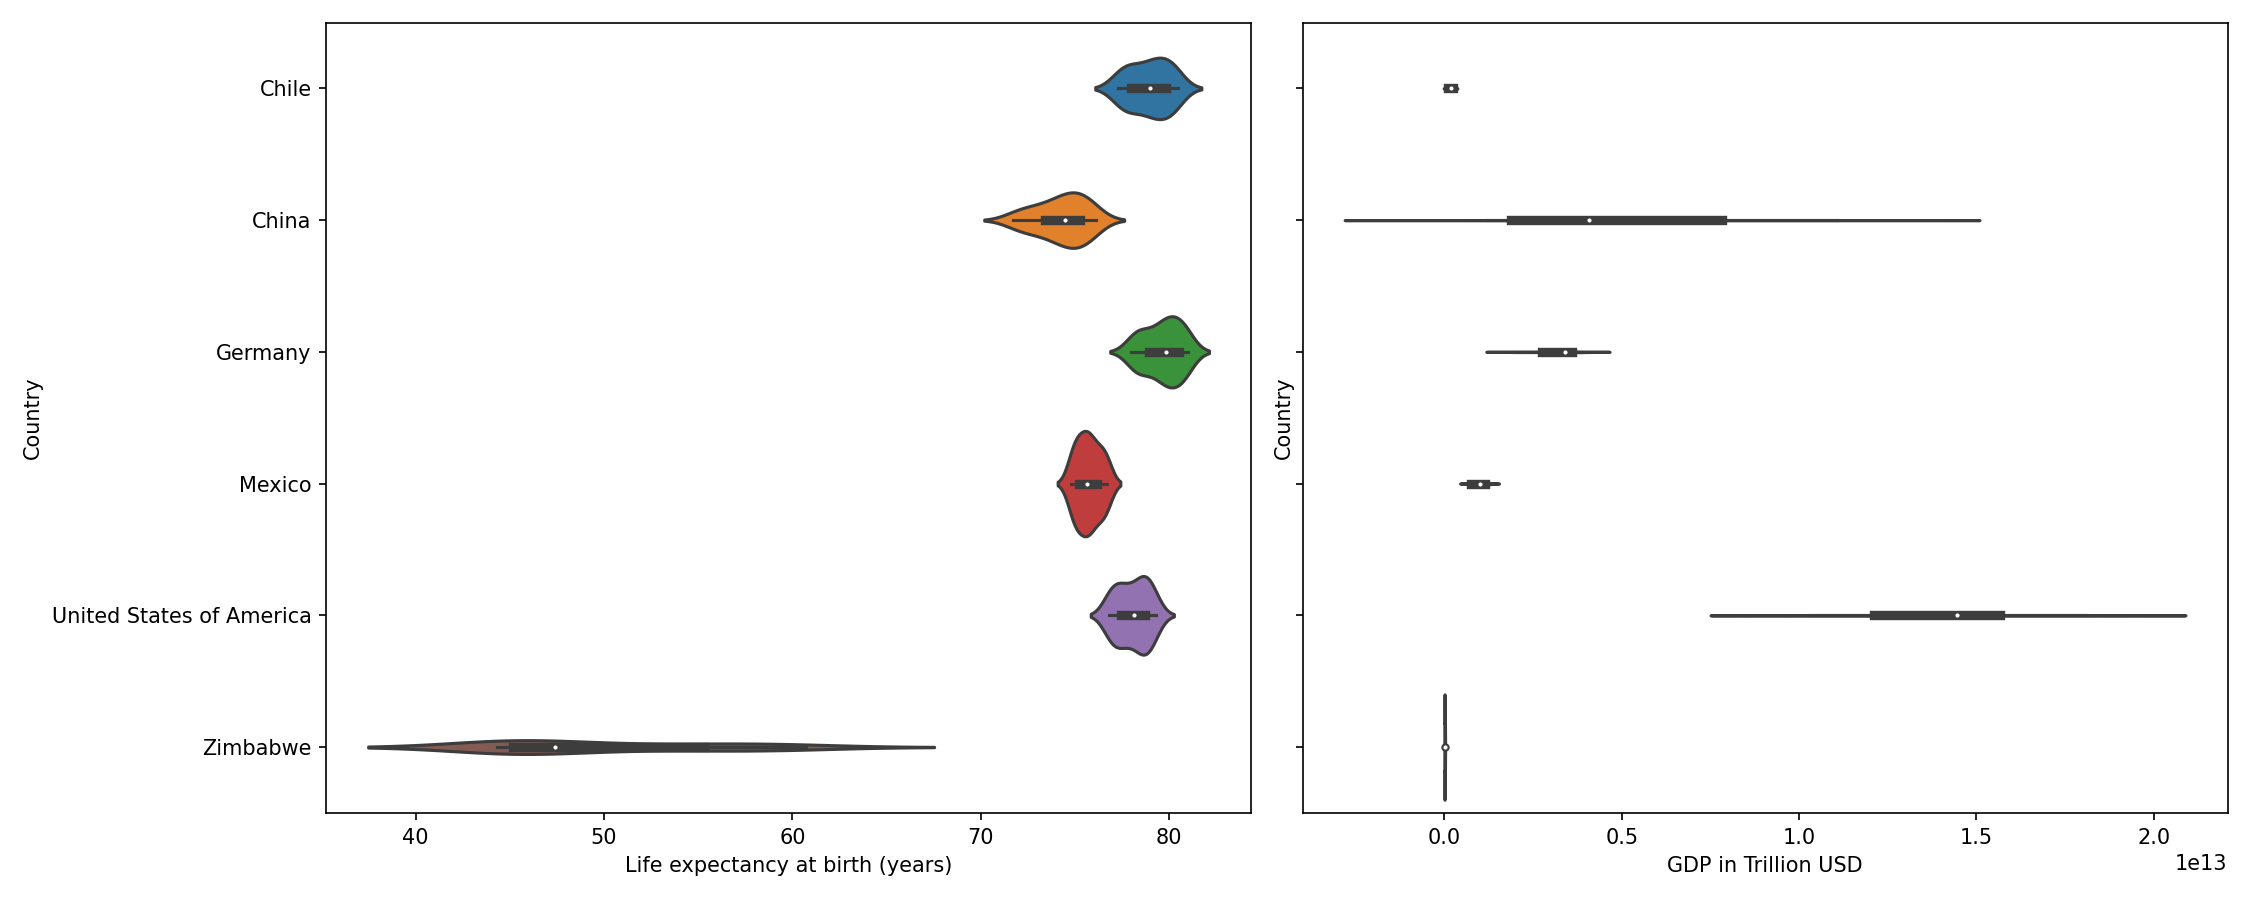 Country
Chile
China
Germany
Mexico
United States of America
Zimbabwe
40 50 60 70 80
Life expectancy at birth (years)
Country
0.0 0.5 1.0 1.5 2.0
1e13
GDP in Trillion USD